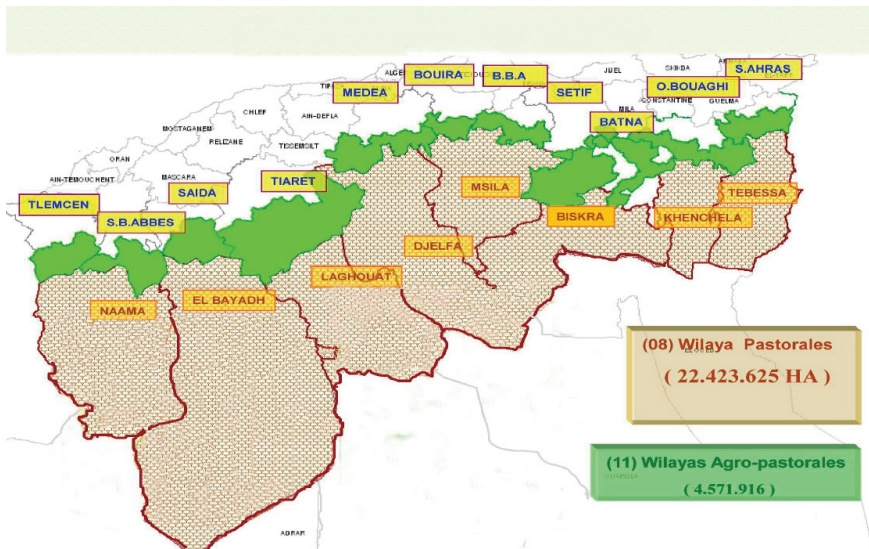 S.AHRAS
BOUIRA
B.B.A
O.BOUAGHI
MEDEA
SETIF
JIJEL
SKIKDA
MILA
CONSTANTINE
GUELMA
CHLEF
AIN-DEFLA
BATNA
MOSTAGANEM
RELIZANE
TISSEMSILT
ORAN
AIN-TEMOUCHENT
MASCARA
TIARET
SAIDA
TLEMCEN
S.B.ABBES
MSILA
TEBESSA
BISKRA
KHENCHELA
DJELFA
LAGHOUAT
EL BAYADH
NAAMA
(08) Wilaya Pastorales
( 22.423.625 HA )
(11) Wilayas Agro-pastorales
( 4.571.916 )
ADRAR